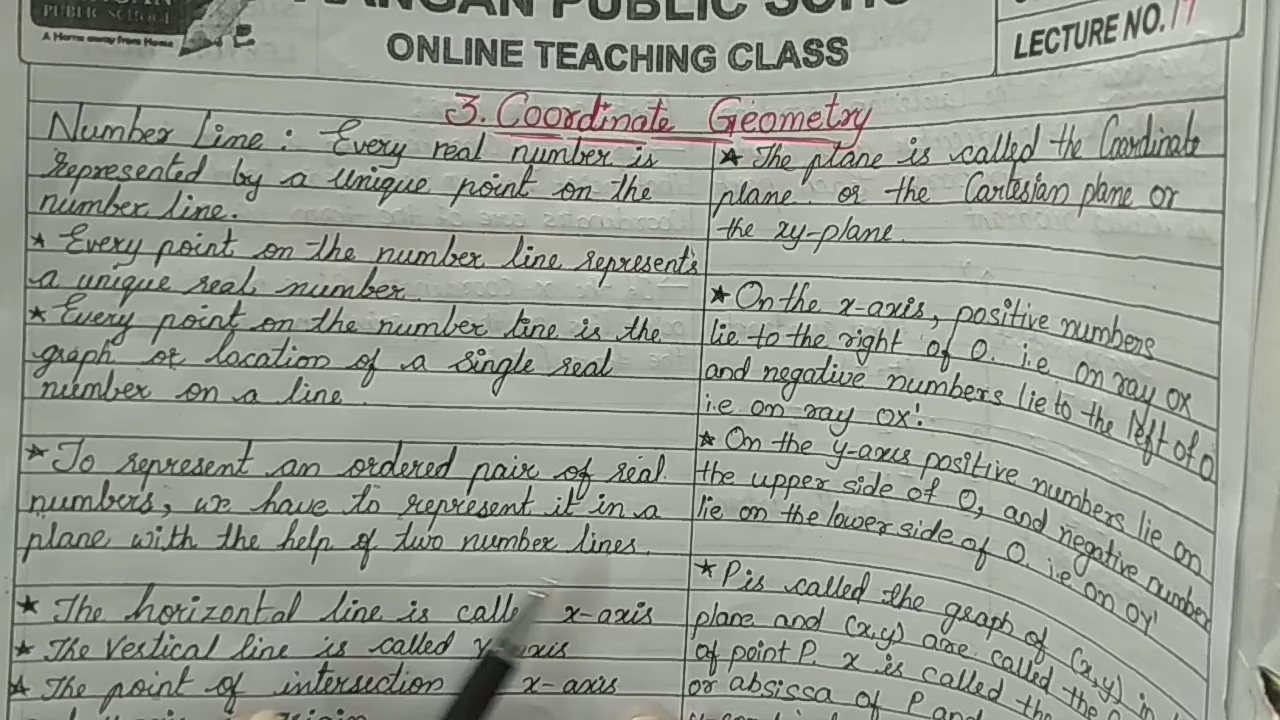 PUBLIC SCHOOL
A Home away from Home
PUBLIC
ONLINE TEACHING CLASS
LECTURE NO. 17
3. Coordinate Geometry
Number Line : Every real number is
represented by a unique point on the
number line.
* Every point on the number line represents
a unique real number.
* Every point on the number line is the
graph or location of a single real
number on a line.
* To represent an ordered pair of real
numbers, we have to represent it in a
plane with the help of two number lines.
* The horizontal line is calle x-axis
* The vertical line is called y-axis
* The point of intersection x-axis
* The plane is called the Coordinate
plane or the Cartesian plane or
the xy-plane.
* On the x-axis, positive numbers
lie to the right of O. i.e on ray ox
and negative numbers lie to the left of O
i.e on ray ox'.
* On the y-axis positive numbers lie on
the upper side of O, and negative number
lie on the lower side of O. i.e on oy'
* P is called the graph of (x,y) in
plane and (x,y) are called the
of point P. x is called the
or absissa of P and